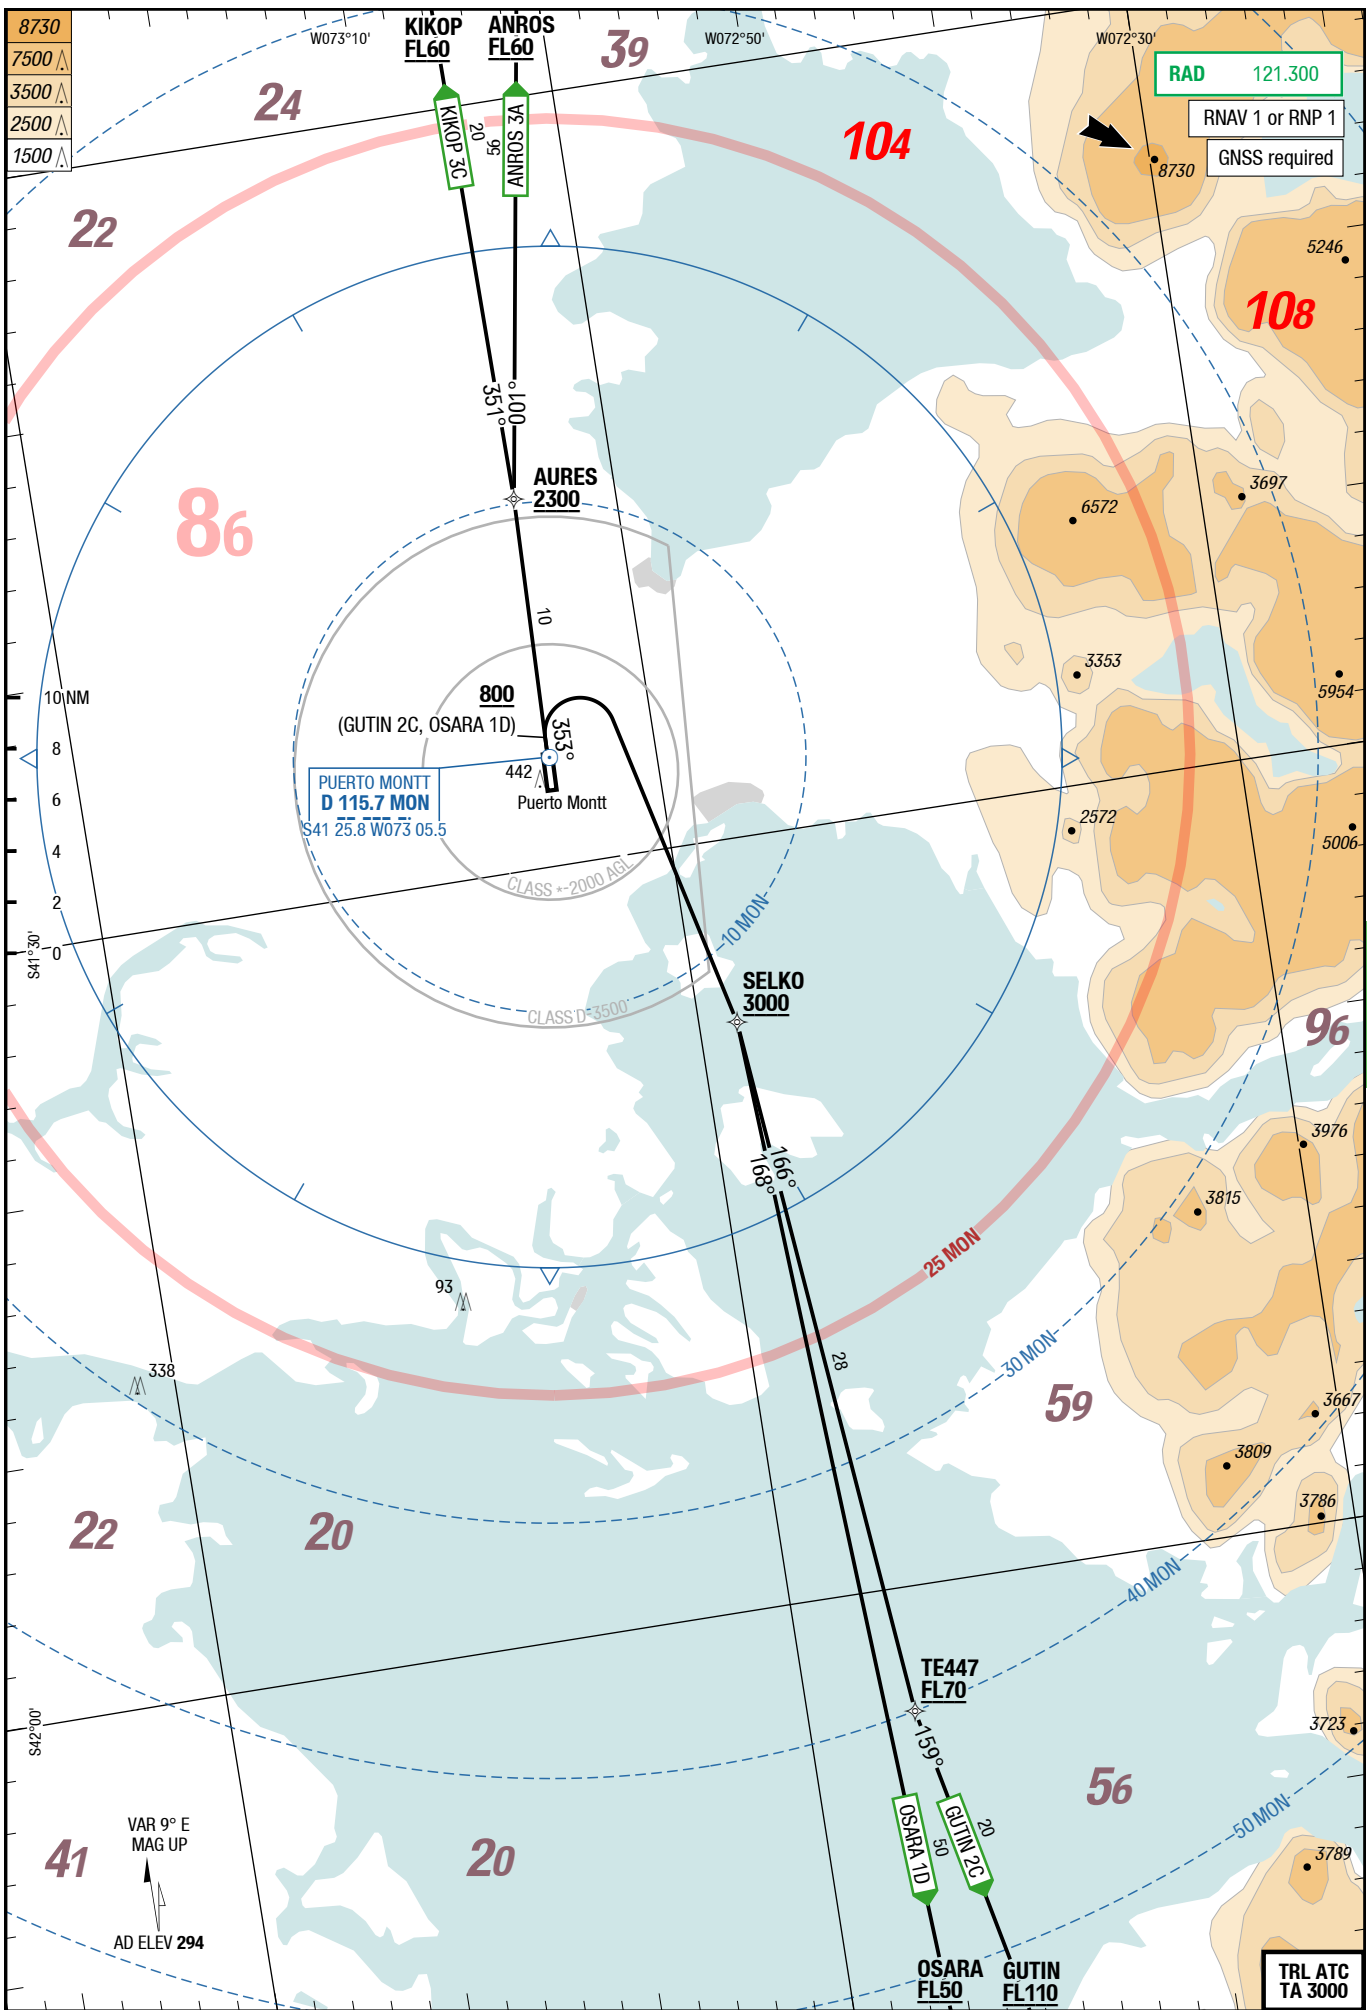 8730
7500
3500
2500
1500
W073°10'
KIKOP
FL60
ANROS
FL60
39
W072°50'
W072°30'
RAD 121.300
RNAV 1 or RNP 1
GNSS required
24
104
8730
KIKOP 3C
20
56
ANROS 3A
22
5246
108
351°
001°
AURES
2300
86
3697
6572
10
3353
5954
10 NM
8
6
4
2
0
800
(GUTIN 2C, OSARA 1D)
353°
442
Puerto Montt
PUERTO MONTT
D 115.7 MON
S41 25.8 W073 05.5
2572
5006
CLASS *-2000 AGL
10 MON
S41°30'
SELKO
3000
CLASS D-3500
96
3976
166°
168°
3815
25 MON
93
338
28
30 MON
59
3667
3809
3786
22
20
40 MON
TE447
FL70
S42°00'
159°
3723
56
50 MON
VAR 9° E
MAG UP
41
20
OSARA 1D
50
GUTIN 2C
20
3789
AD ELEV 294
OSARA
FL50
GUTIN
FL110
TRL ATC
TA 3000